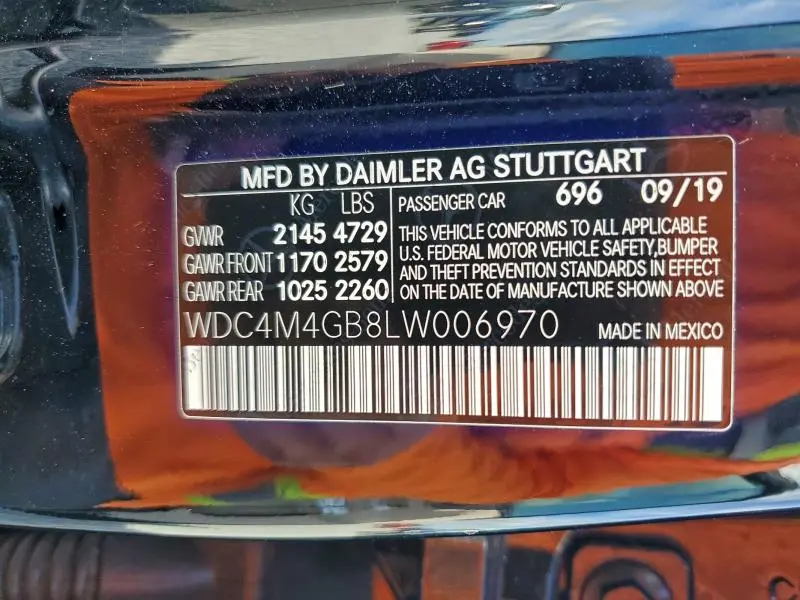 MFD BY DAIMLER AG STUTTGART
KG LBS
GVWR 2145 4729
GAWR FRONT 1170 2579
GAWR REAR 1025 2260
PASSENGER CAR 696 09/19
THIS VEHICLE CONFORMS TO ALL APPLICABLE
U.S. FEDERAL MOTOR VEHICLE SAFETY, BUMPER
AND THEFT PREVENTION STANDARDS IN EFFECT
ON THE DATE OF MANUFACTURE SHOWN ABOVE
WDC4M4GB8LW006970
MADE IN MEXICO